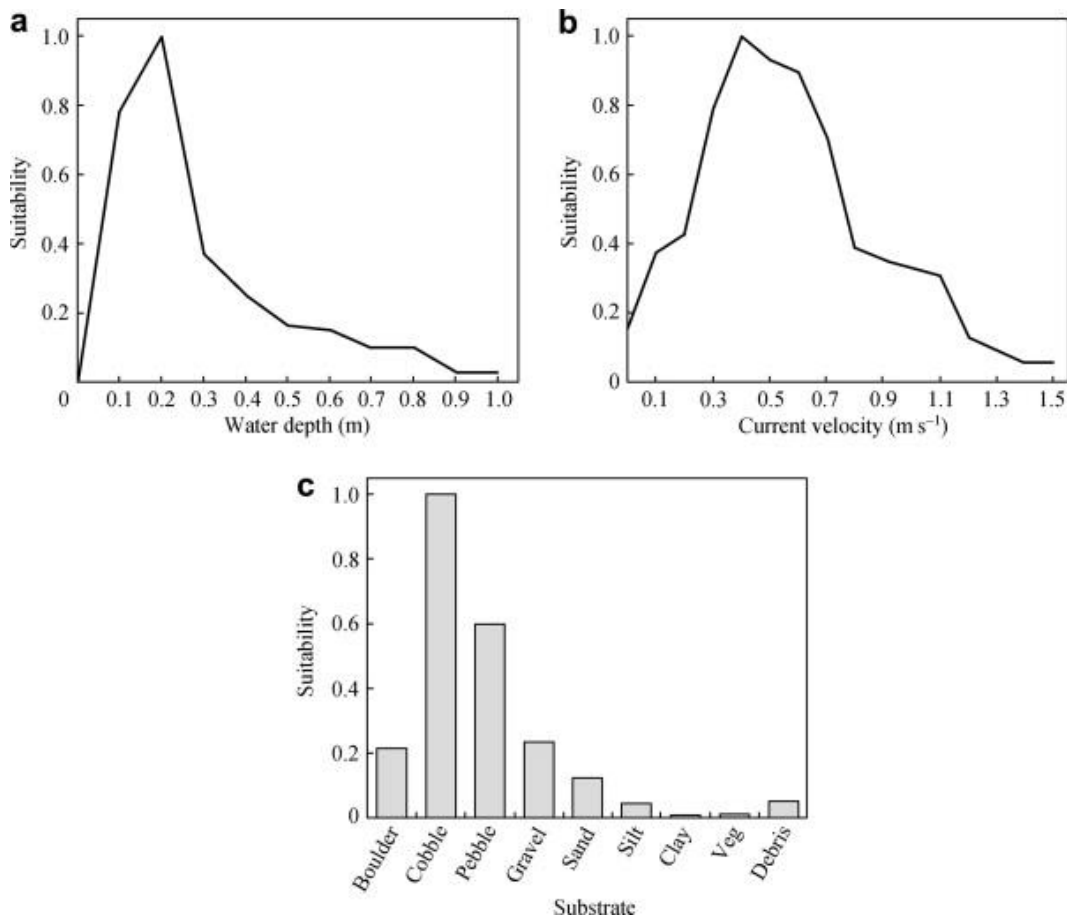 a
1.0
0.8
0.6
0.4
0.2
Suitability
0 0.1 0.2 0.3 0.4 0.5 0.6 0.7 0.8 0.9 1.0
Water depth (m)
b
1.0
0.8
0.6
0.4
0.2
0
Suitability
0.1 0.3 0.5 0.7 0.9 1.1 1.3 1.5
Current velocity (m s⁻¹)
c
1.0
0.8
0.6
0.4
0.2
0
Suitability
Boulder Cobble Pebble Gravel Sand Silt Clay Veg Debris
Substrate